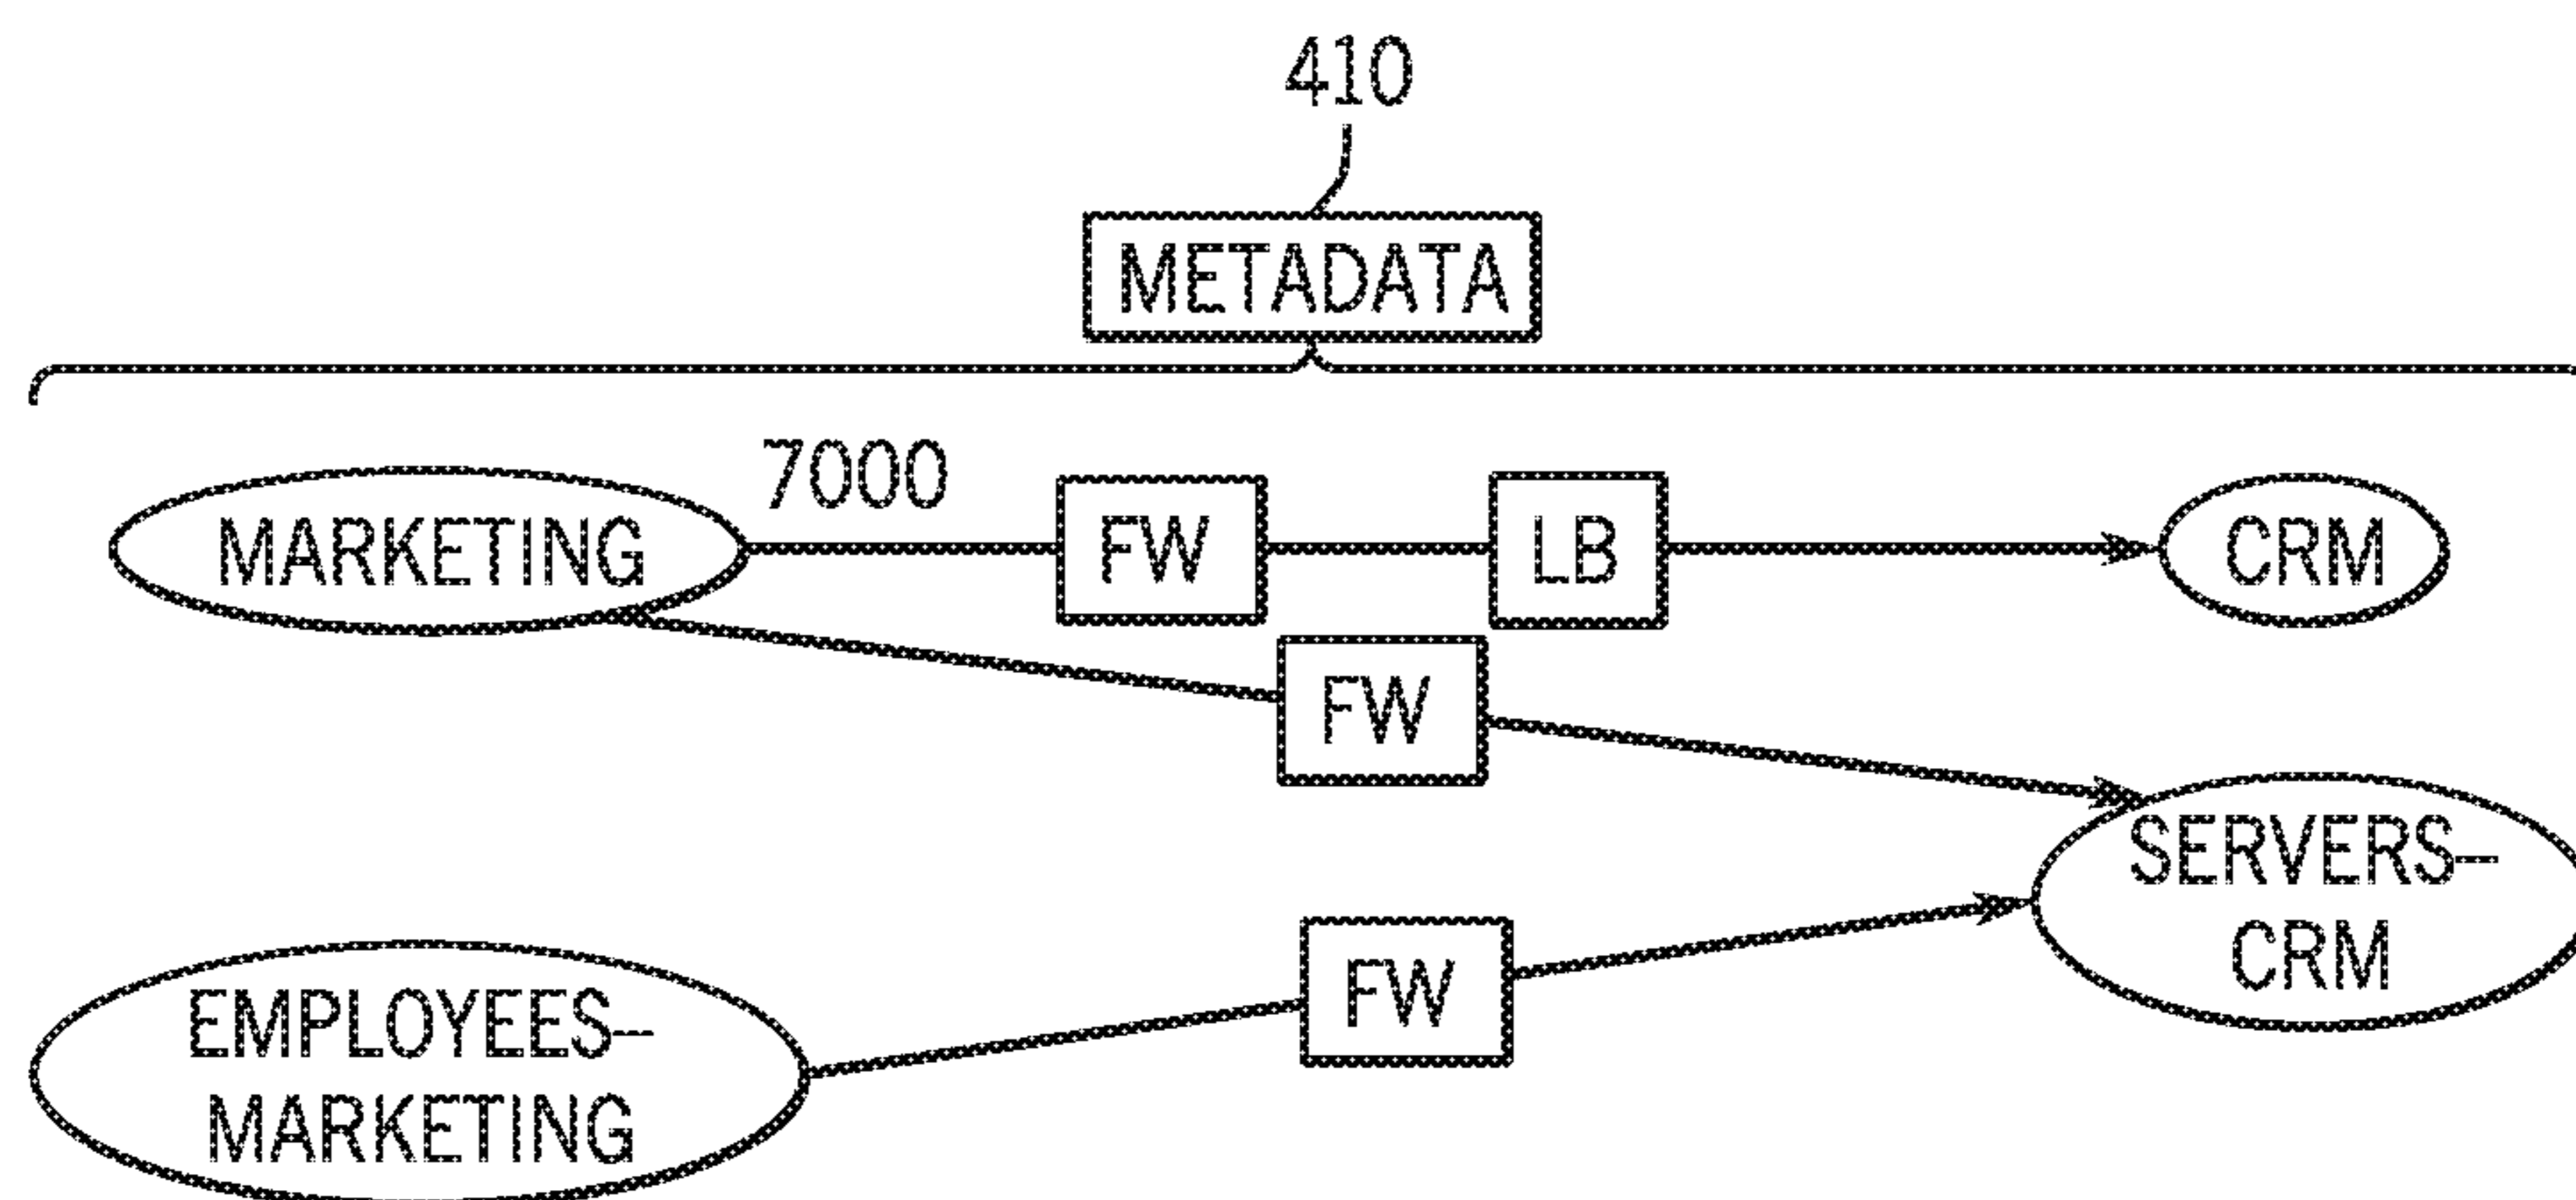 410
METADATA
7000
MARKETING
FW
LB
CRM
FW
SERVERS–
CRM
FW
EMPLOYEES–
MARKETING